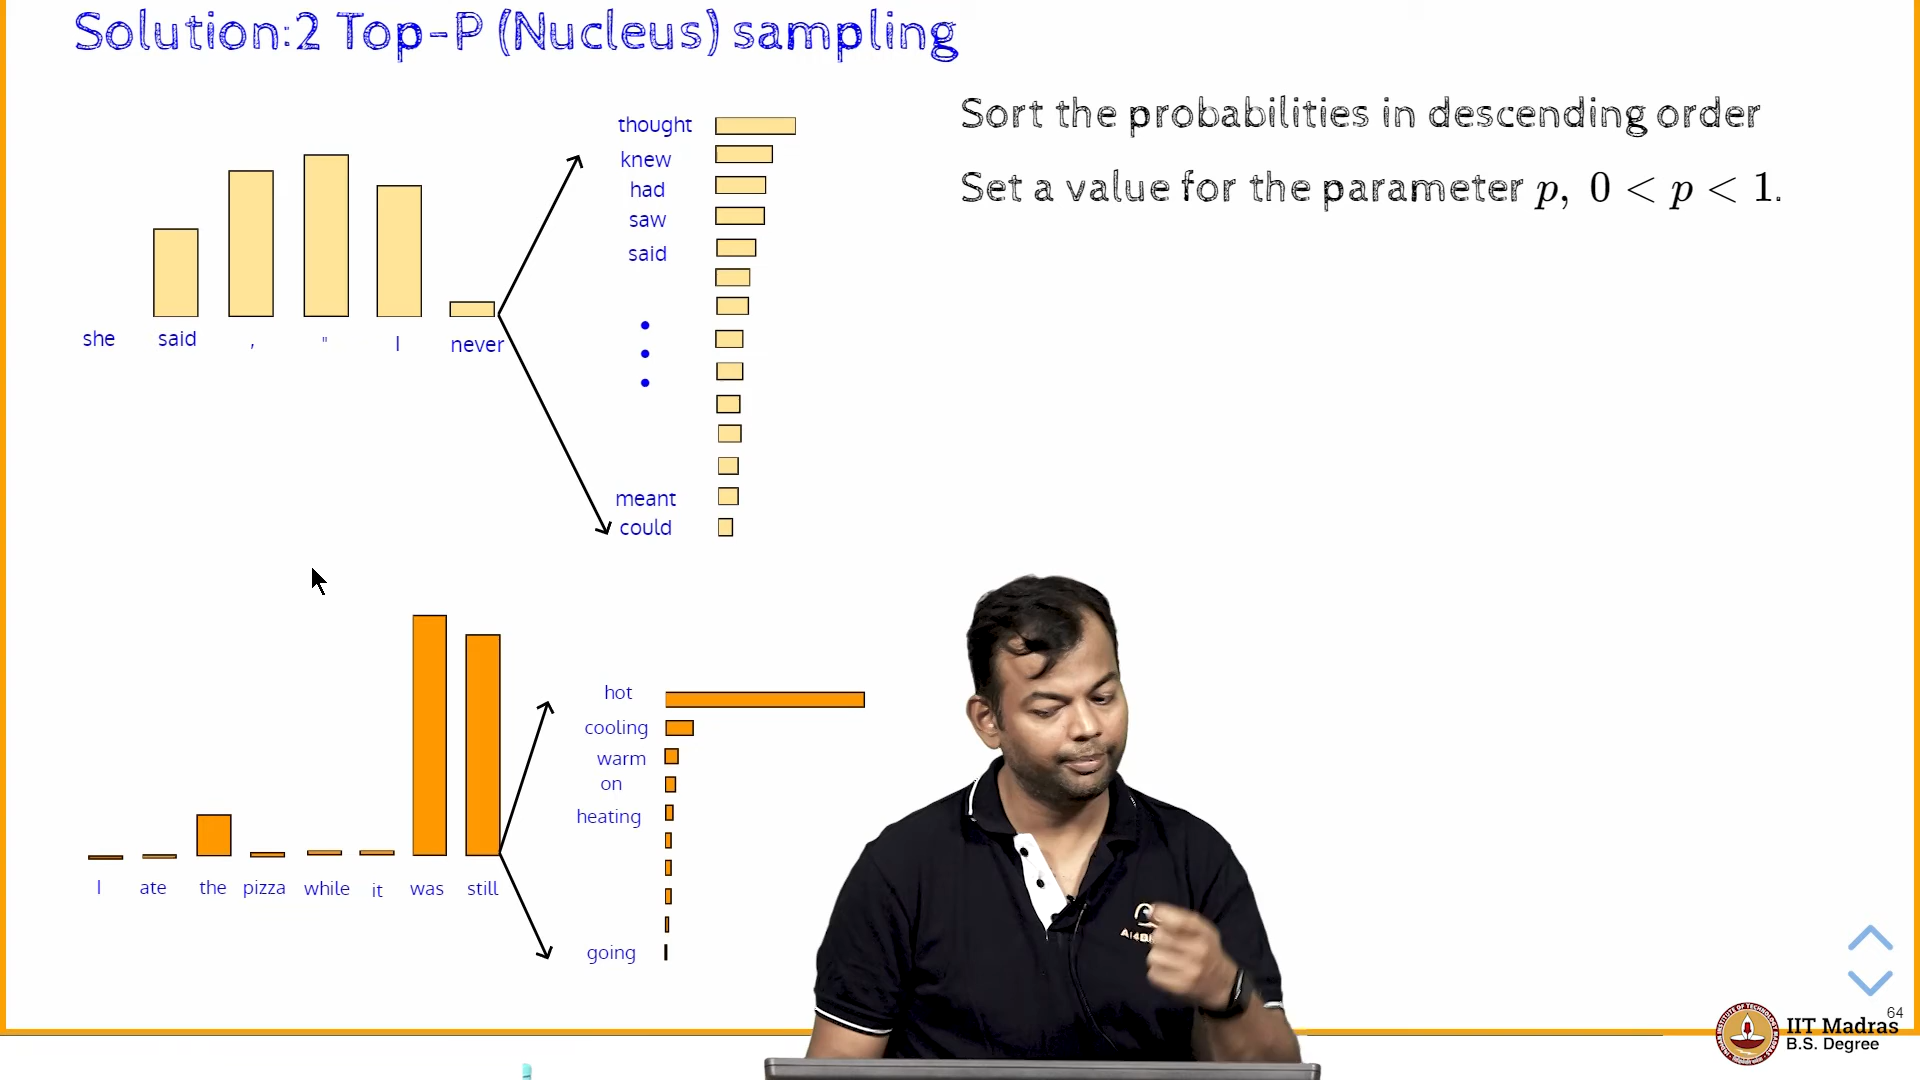 Solution:2 Top-P (Nucleus) sampling
Sort the probabilities in descending order
Set a value for the parameter p, 0 < p < 1.
thought
knew
had
saw
said
meant
could
she said , " I never
hot
cooling
warm
on
heating
going
I ate the pizza while it was still
64
IIT Madras
B.S. Degree